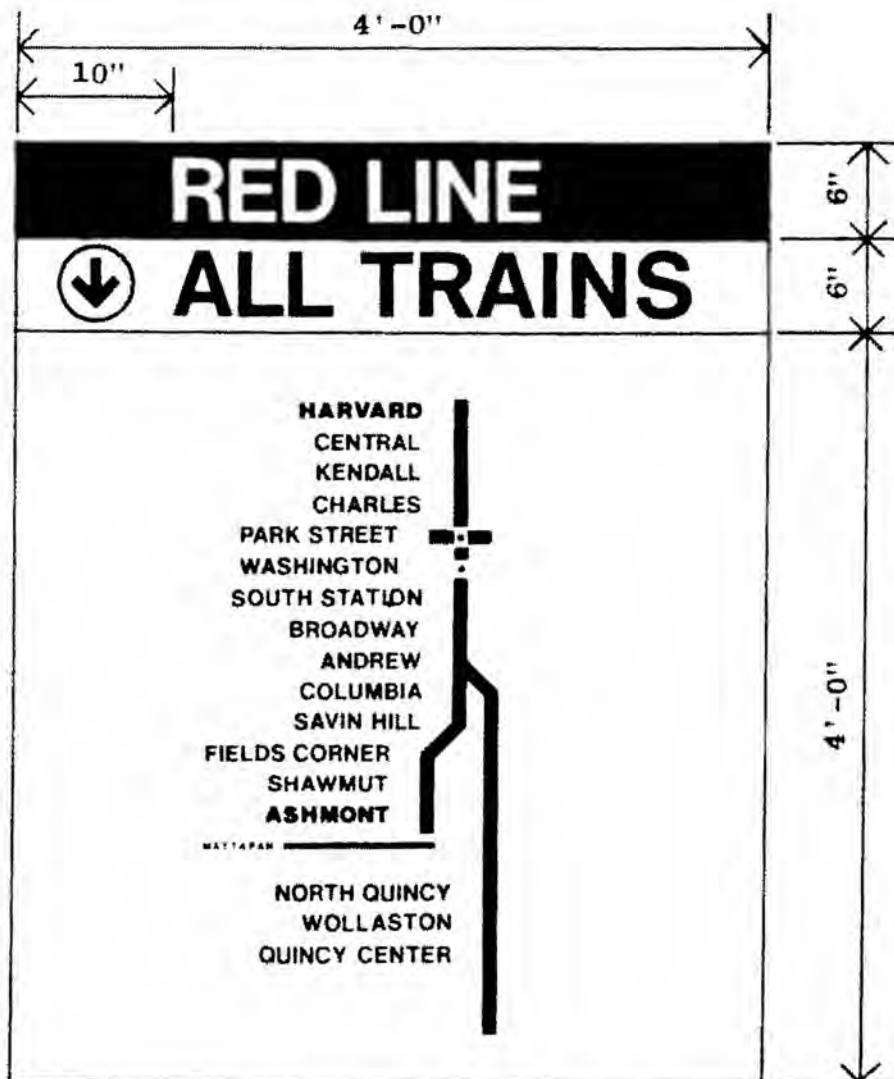 4'-0"
10"
RED LINE
6"
ALL TRAINS
6"
HARVARD
CENTRAL
KENDALL
CHARLES
PARK STREET
WASHINGTON
SOUTH STATION
BROADWAY
ANDREW
COLUMBIA
SAVIN HILL
4'-0"
FIELDS CORNER
SHAWMUT
ASHMONT
MATTAPAN
NORTH QUINCY
WOLLASTON
QUINCY CENTER